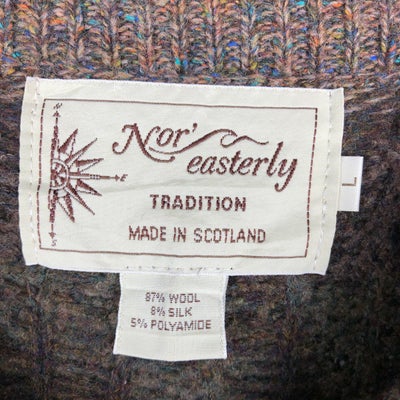 N
Nor'
easterly
E
TRADITION
S
MADE IN SCOTLAND
L
87% WOOL
8% SILK
5% POLYAMIDE